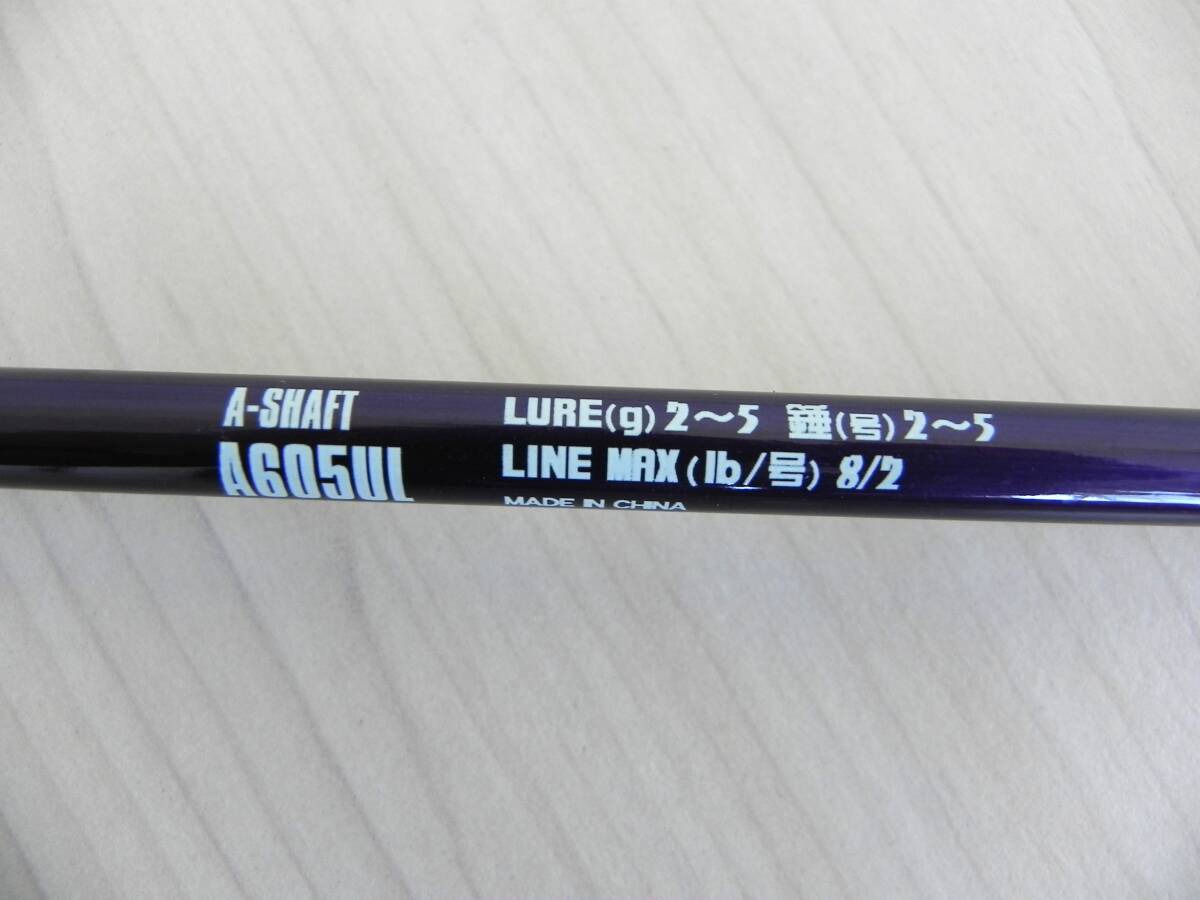 A-SHAFT
A605UL
LURE(g) 2～5 錘(号) 2～5
LINE MAX(lb/号) 8/2
MADE IN CHINA